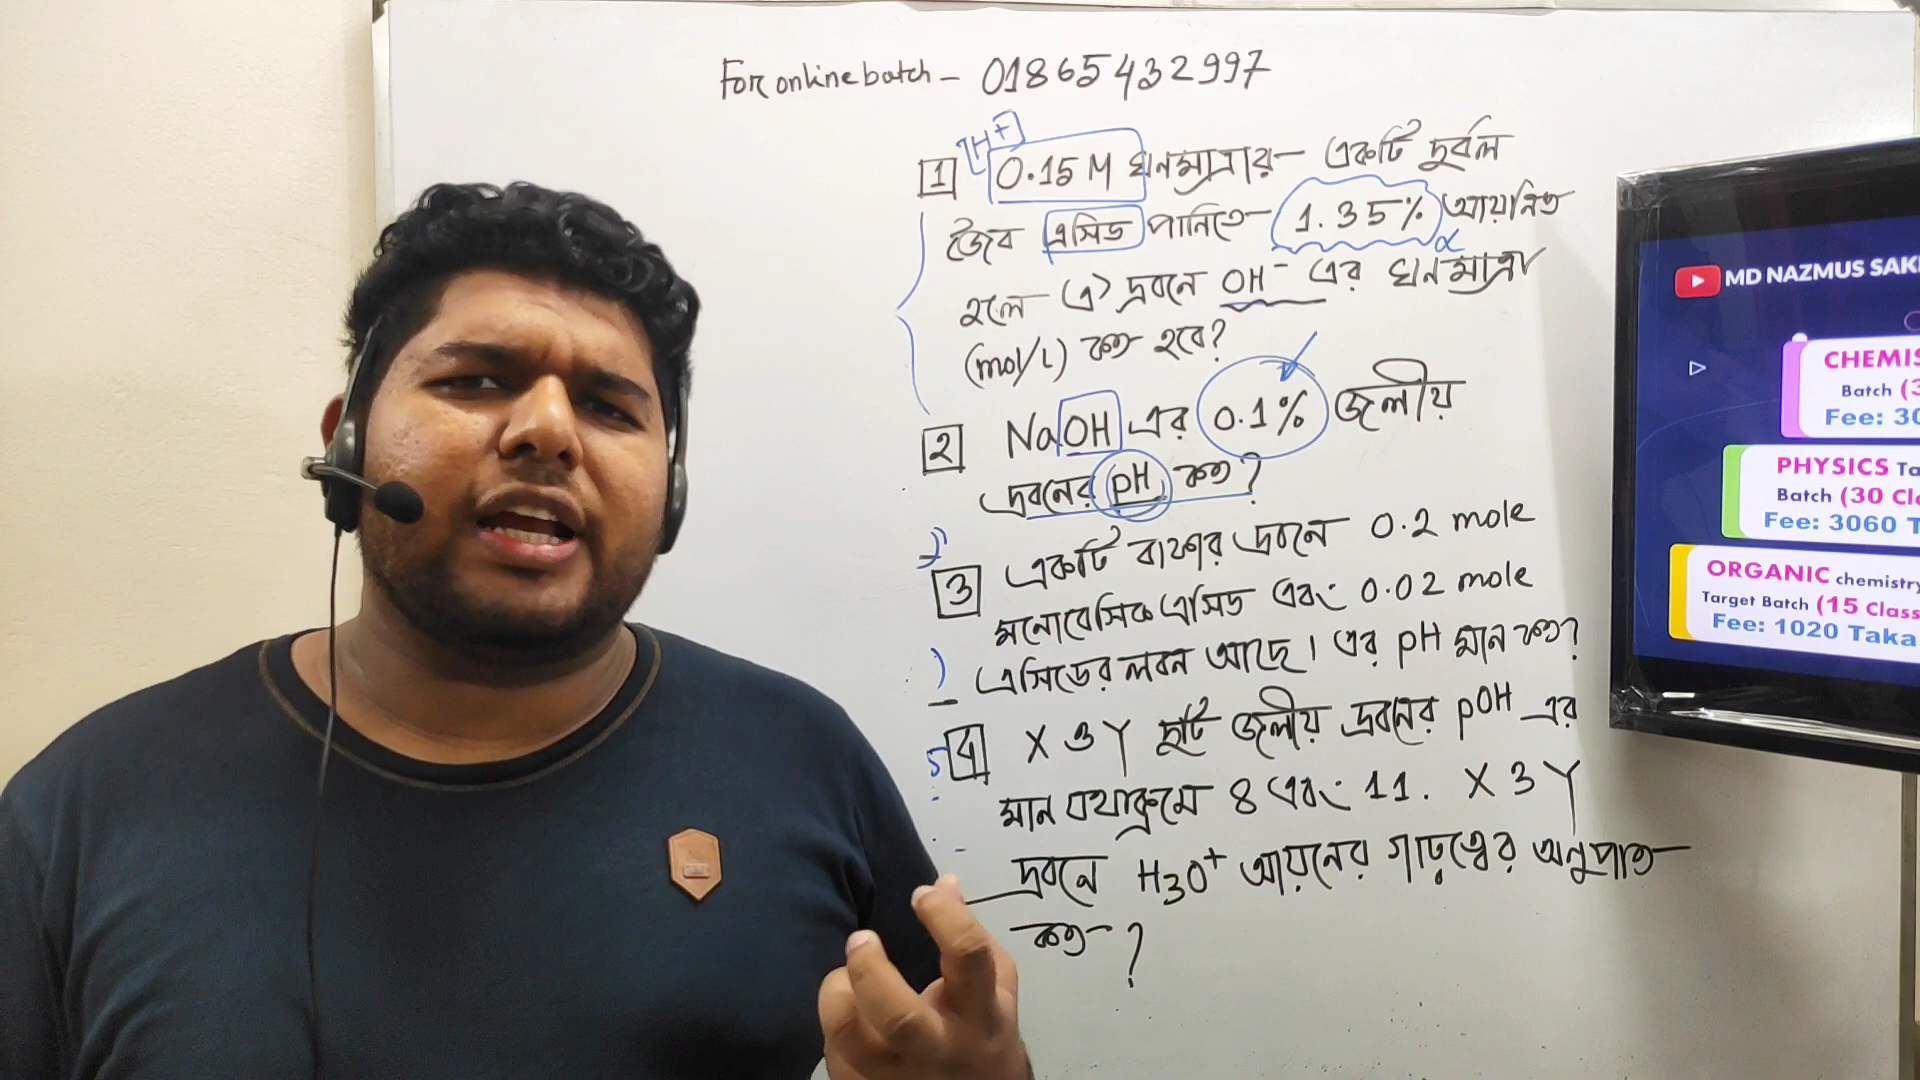 For online batch - 01865432997
[H+]
1 0.15 M ঘনমাত্রার একটি দুর্বল
জৈব এসিড পানিতে 1.35% আয়নিত
α
হলে (এ) দ্রবনে OH- এর ঘনমাত্রা
(mol/L) কত হবে?
২ NaOH এর 0.1% জলীয়
দ্রবনের pH কত?
৩ একটি বাফার দ্রবনে 0.2 mole
মনোবেসিক এসিড এবং 0.02 mole
এসিডের লবন আছে। এর pH মান কত?
৪ X ও Y দুটি জলীয় দ্রবনের pOH এর
মান যথাক্রমে 8 এবং 11. X ও Y
দ্রবনে H3O+ আয়নের গাঢ়ত্বের অনুপাত
কত?
MD NAZMUS SAKI
CHEMIS
Batch (3
Fee: 30
PHYSICS Ta
Batch (30 Cl
Fee: 3060 T
ORGANIC chemistry
Target Batch (15 Class
Fee: 1020 Taka